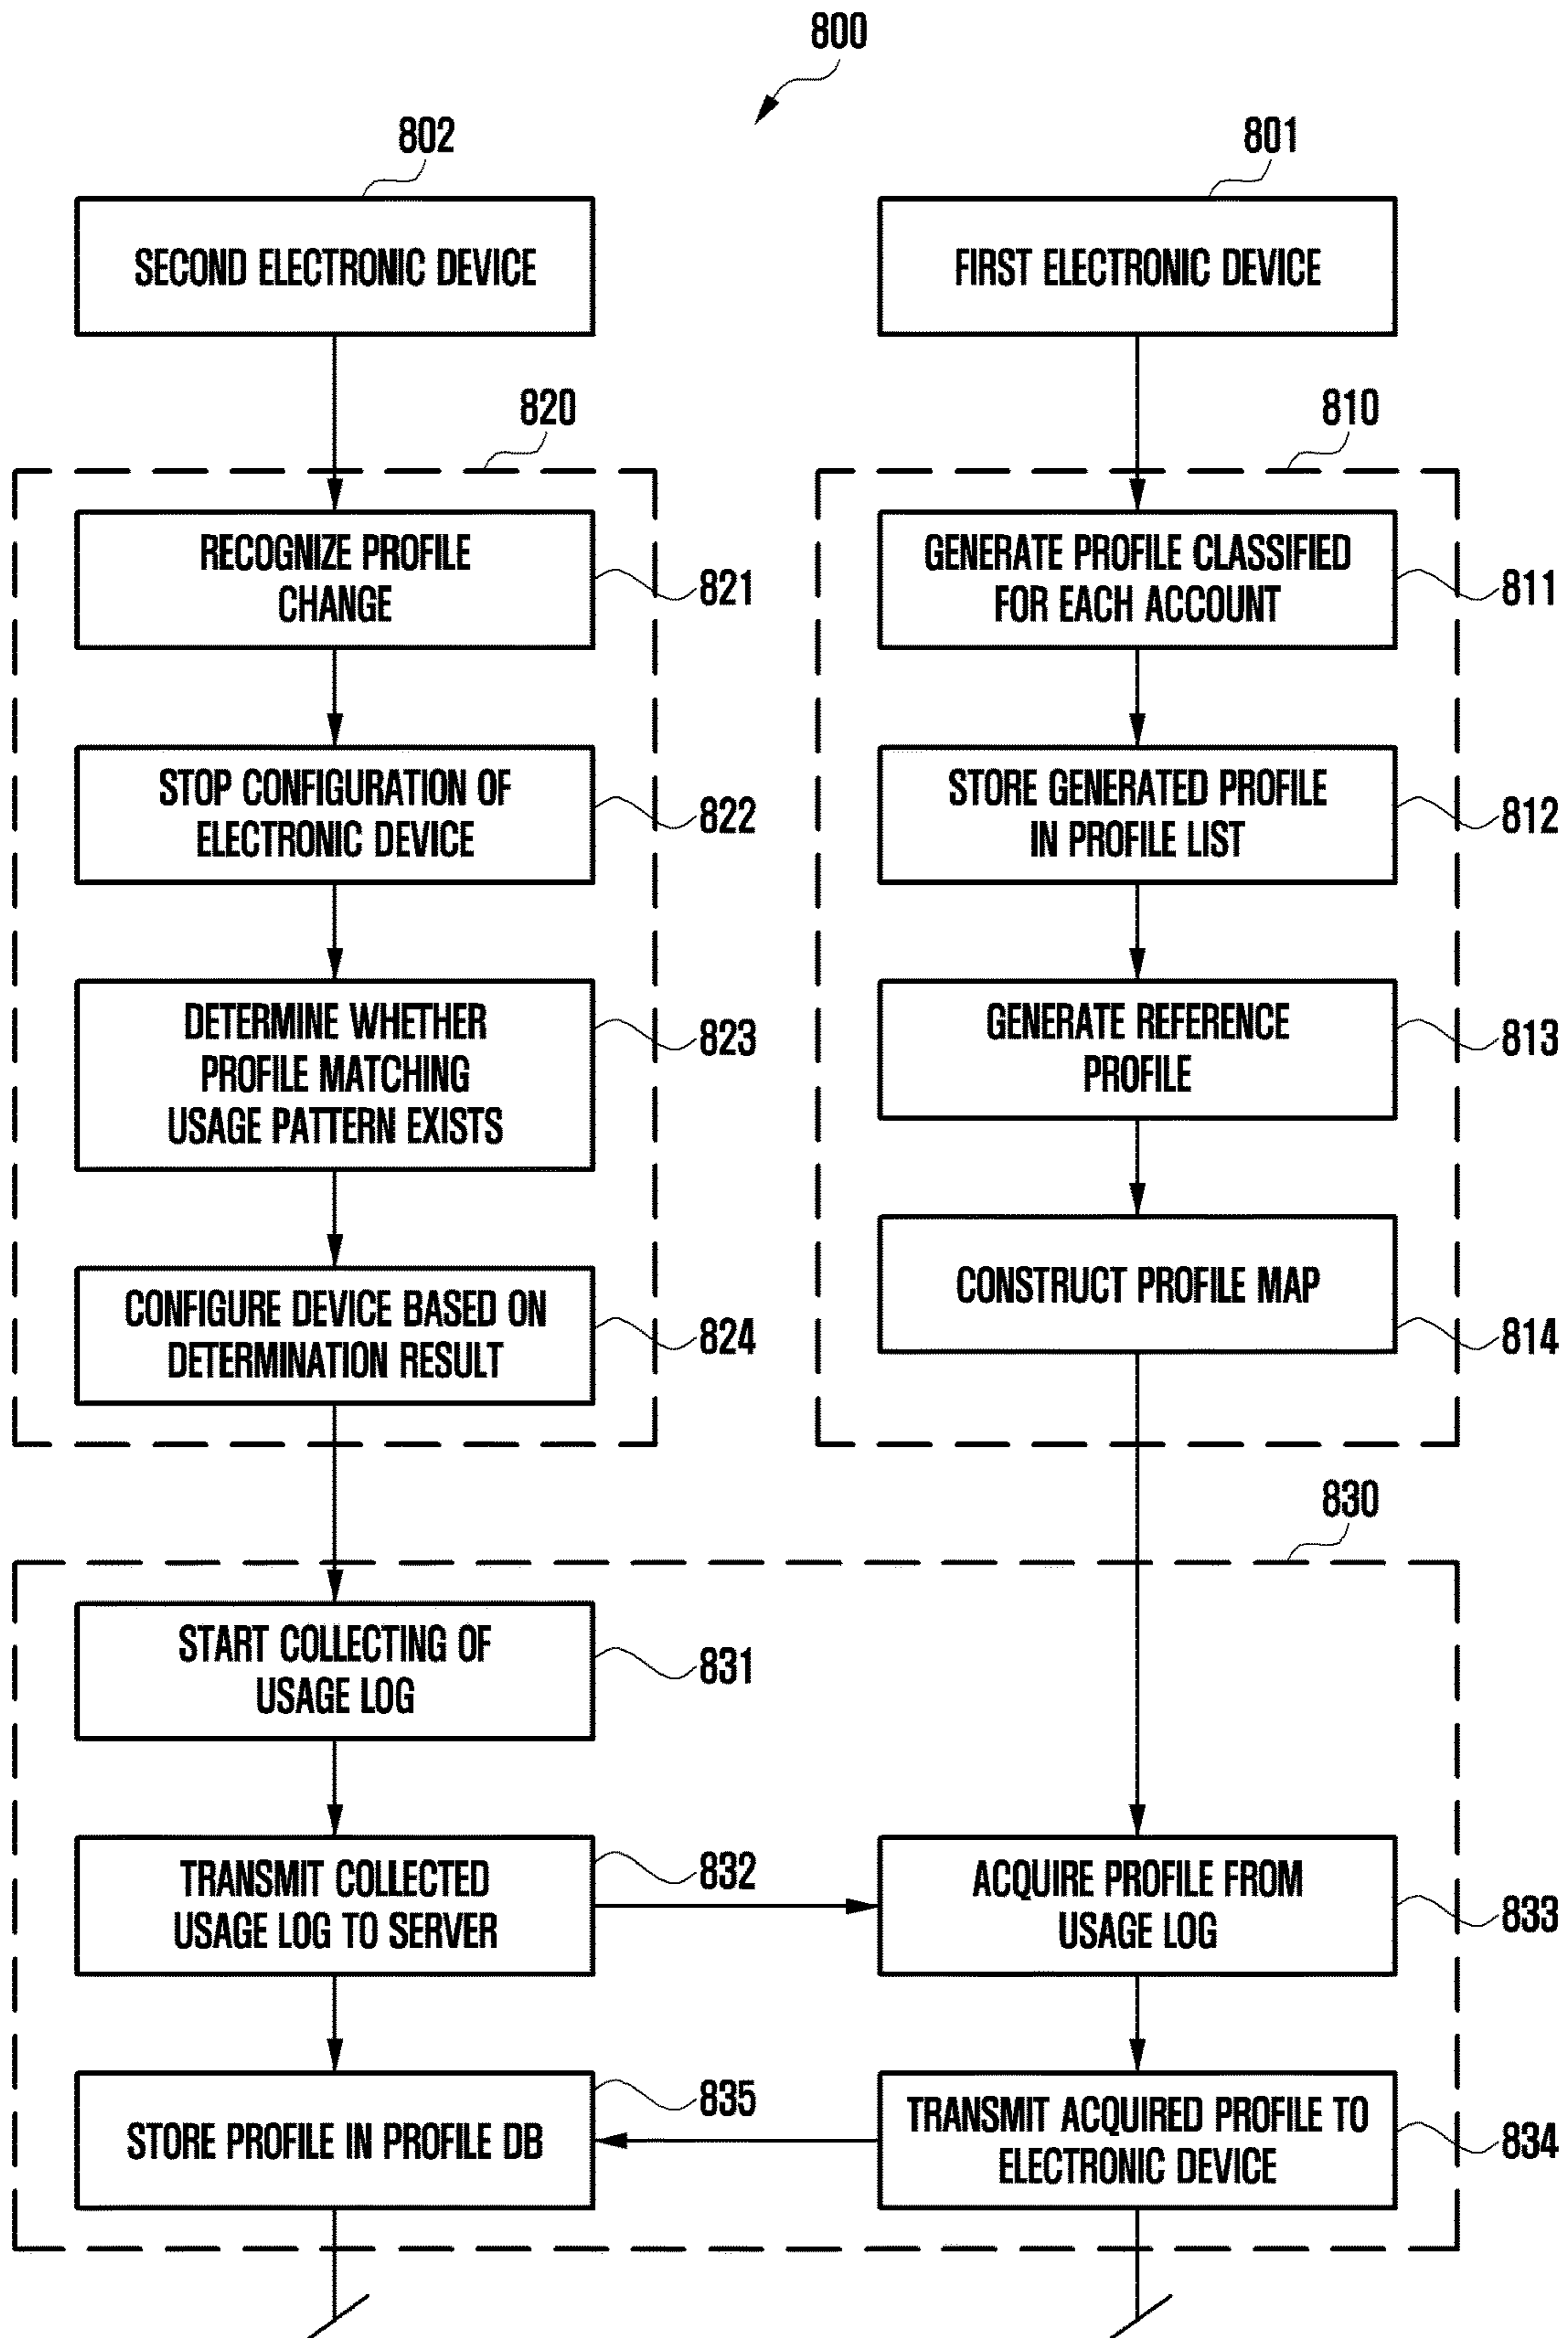 800
802
801
SECOND ELECTRONIC DEVICE
FIRST ELECTRONIC DEVICE
820
810
RECOGNIZE PROFILE
CHANGE
821
GENERATE PROFILE CLASSIFIED
FOR EACH ACCOUNT
811
STOP CONFIGURATION OF
ELECTRONIC DEVICE
822
STORE GENERATED PROFILE
IN PROFILE LIST
812
DETERMINE WHETHER
PROFILE MATCHING
USAGE PATTERN EXISTS
823
GENERATE REFERENCE
PROFILE
813
CONFIGURE DEVICE BASED ON
DETERMINATION RESULT
824
CONSTRUCT PROFILE MAP
814
830
START COLLECTING OF
USAGE LOG
831
TRANSMIT COLLECTED
USAGE LOG TO SERVER
832
ACQUIRE PROFILE FROM
USAGE LOG
833
STORE PROFILE IN PROFILE DB
835
TRANSMIT ACQUIRED PROFILE TO
ELECTRONIC DEVICE
834